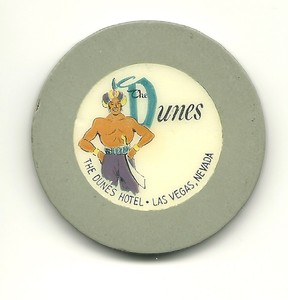 The Dunes
THE DUNES HOTEL • LAS VEGAS, NEVADA